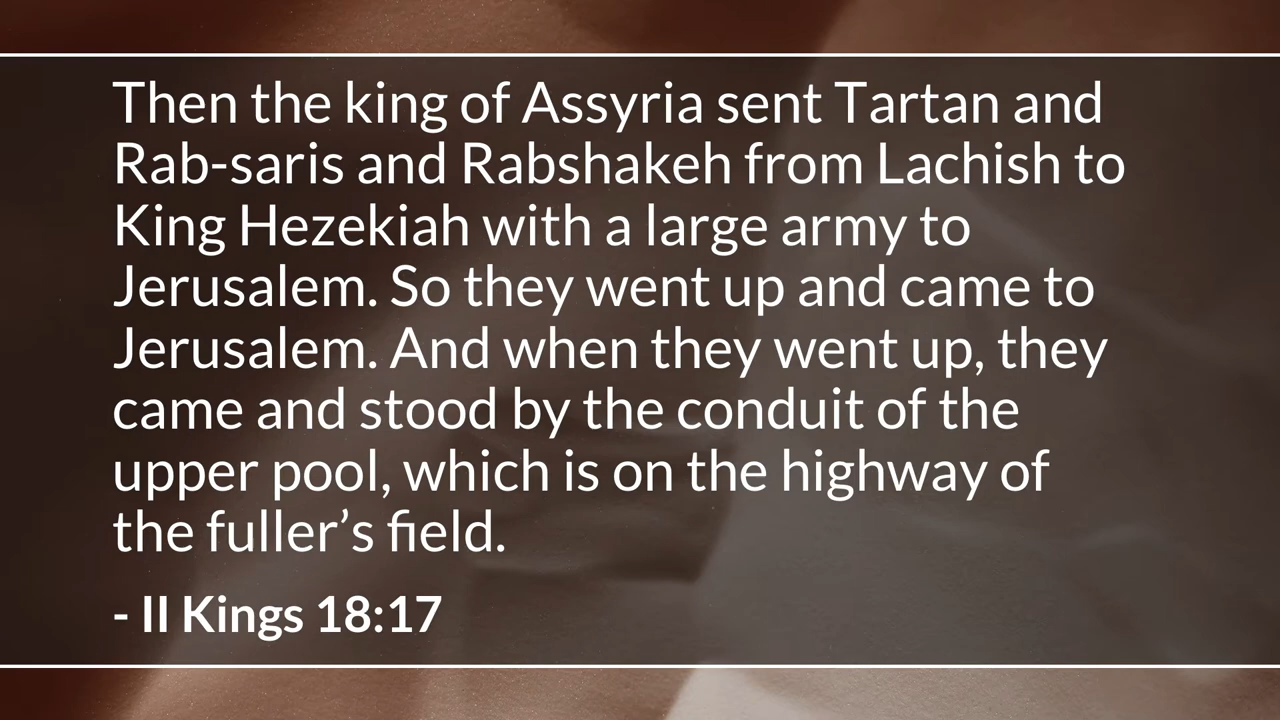 Then the king of Assyria sent Tartan and
Rab-saris and Rabshakeh from Lachish to
King Hezekiah with a large army to
Jerusalem. So they went up and came to
Jerusalem. And when they went up, they
came and stood by the conduit of the
upper pool, which is on the highway of
the fuller’s field.
- II Kings 18:17